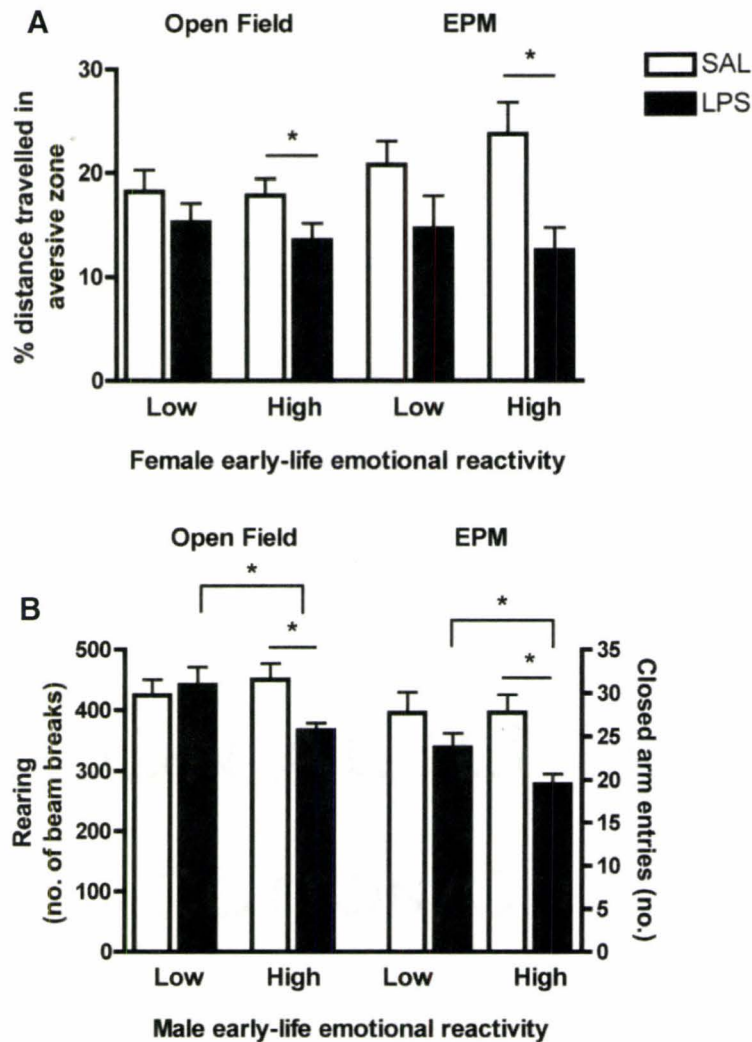 A
Open Field
EPM
SAL
LPS
% distance travelled in
aversive zone
30
20
10
0
*
*
Low
High
Low
High
Female early-life emotional reactivity
B
Open Field
EPM
Rearing
(no. of beam breaks)
500
400
300
200
100
0
*
*
*
*
35
30
25
20
15
10
5
0
Closed arm
entries (no.)
Low
High
Low
High
Male early-life emotional reactivity